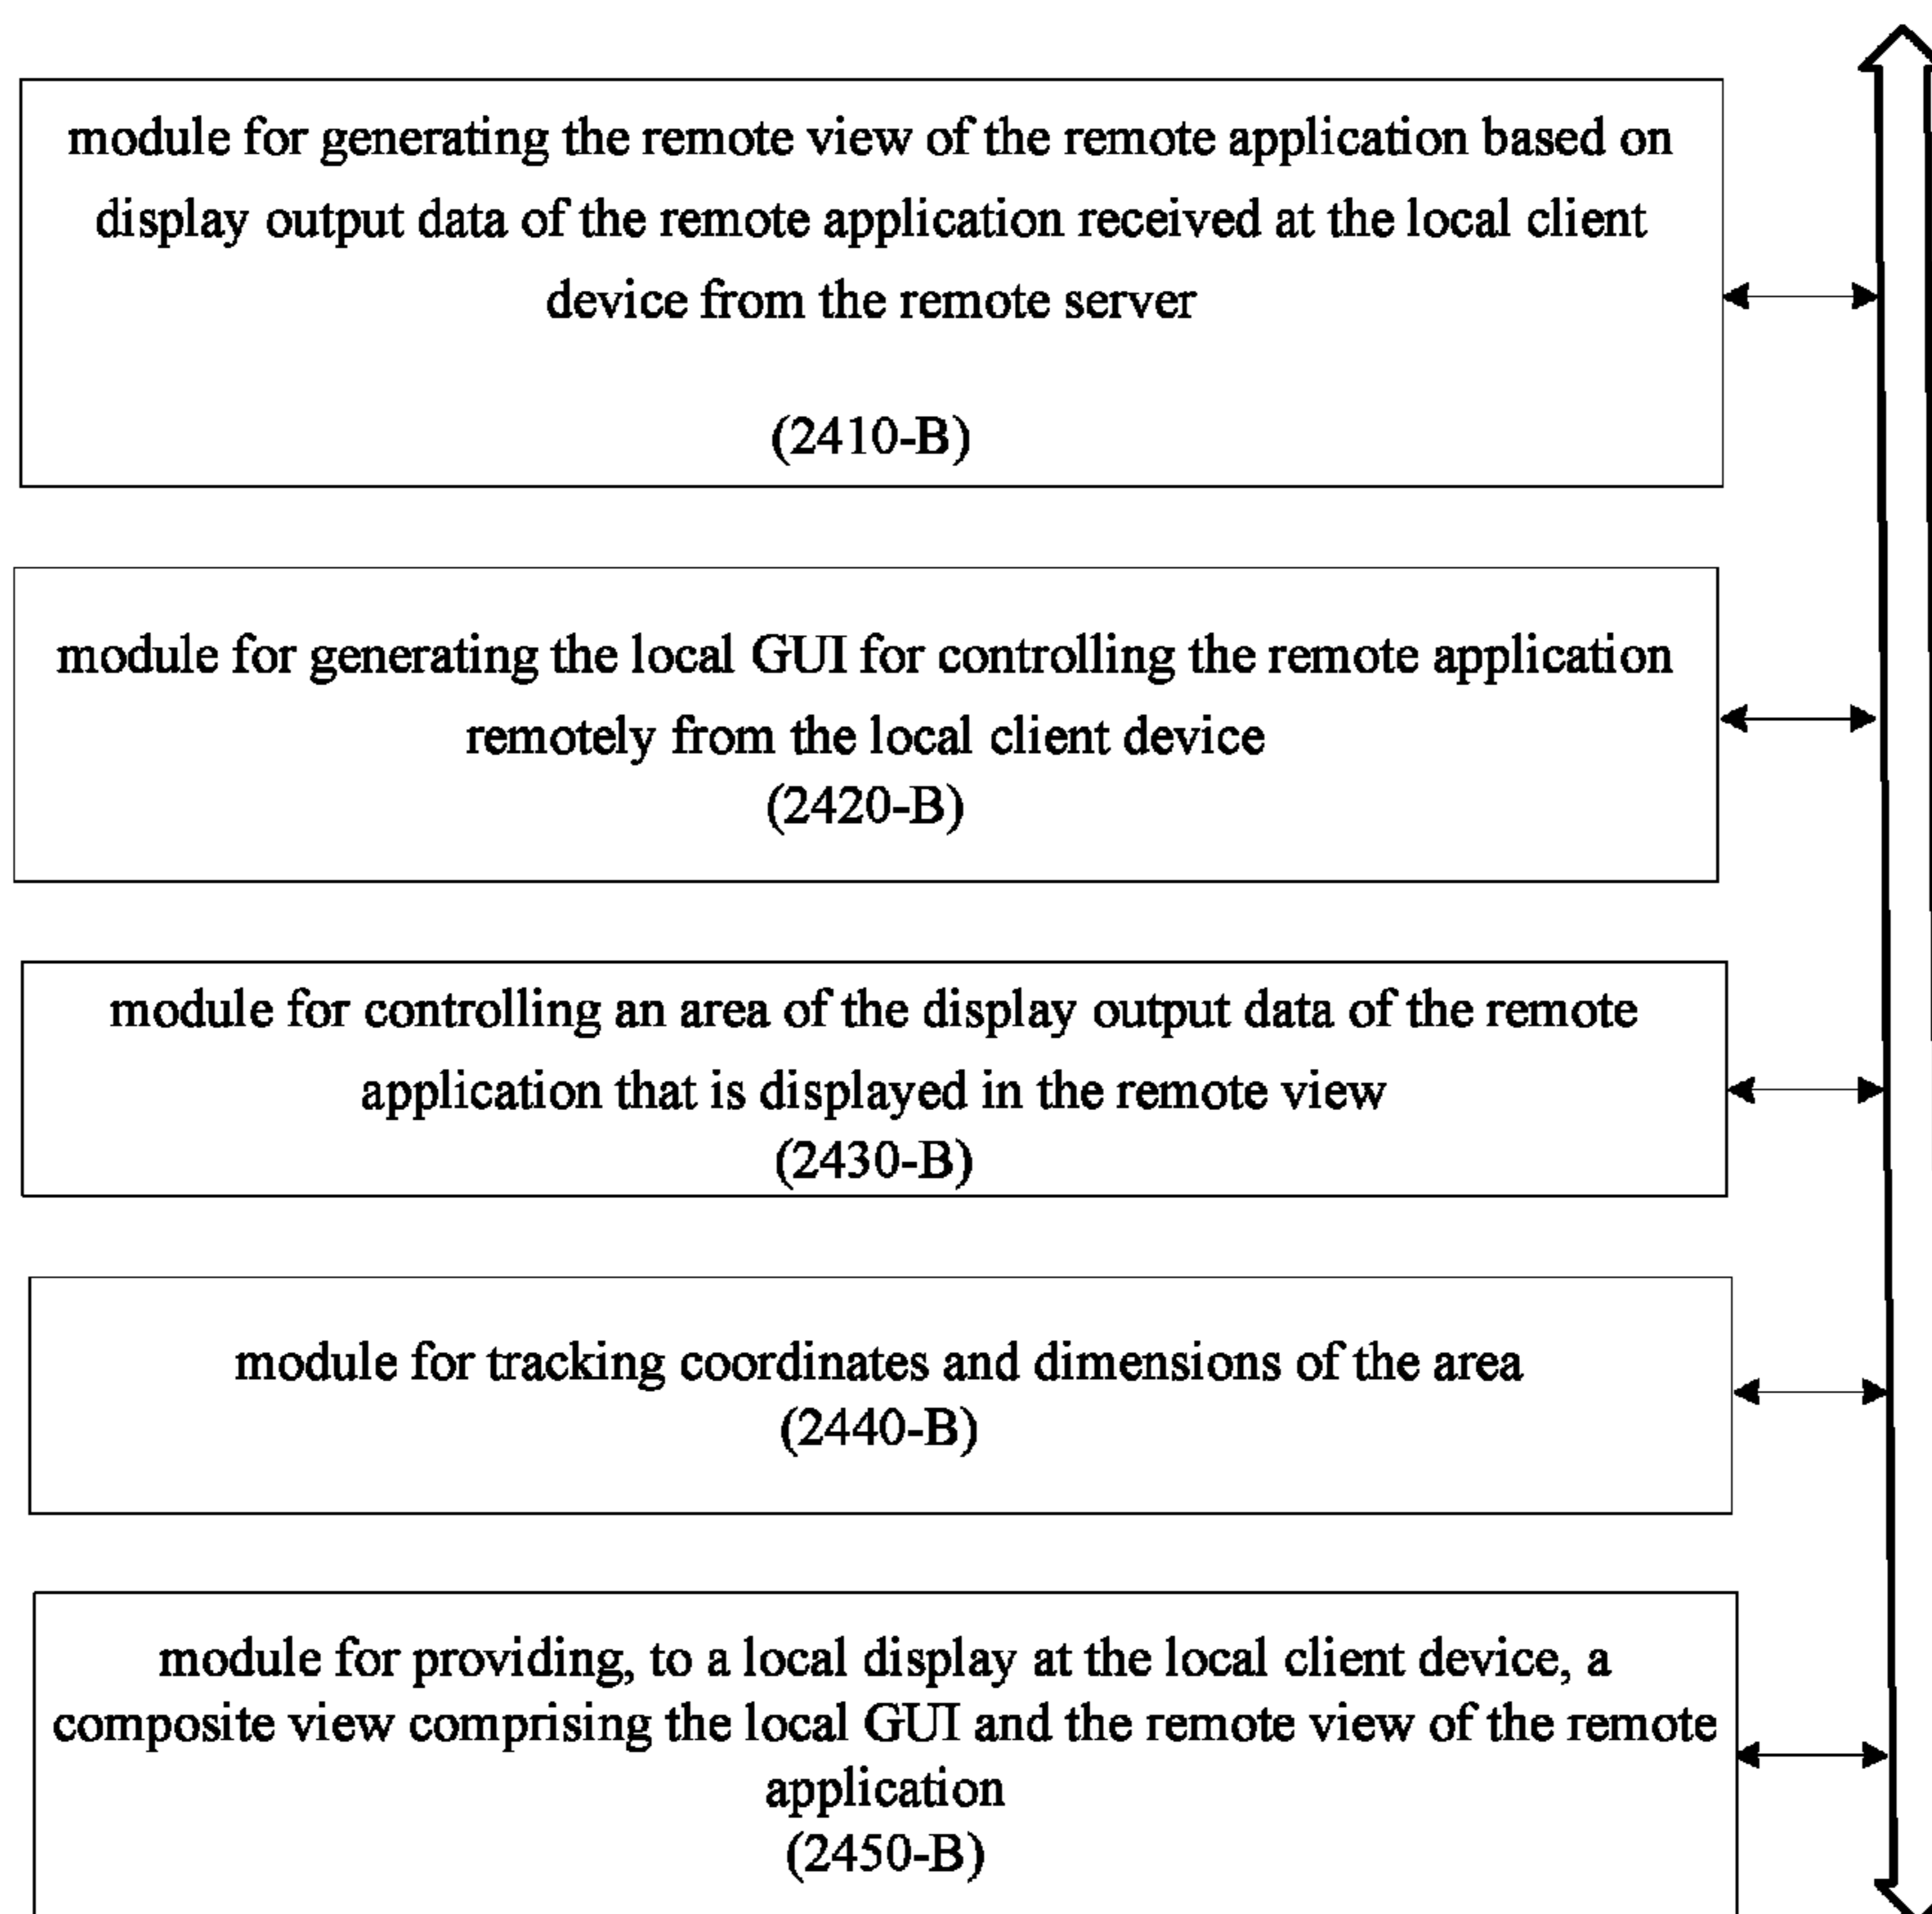 module for generating the remote view of the remote application based on
display output data of the remote application received at the local client
device from the remote server
(2410-B)
module for generating the local GUI for controlling the remote application
remotely from the local client device
(2420-B)
module for controlling an area of the display output data of the remote
application that is displayed in the remote view
(2430-B)
module for tracking coordinates and dimensions of the area
(2440-B)
module for providing, to a local display at the local client device, a
composite view comprising the local GUI and the remote view of the remote
application
(2450-B)